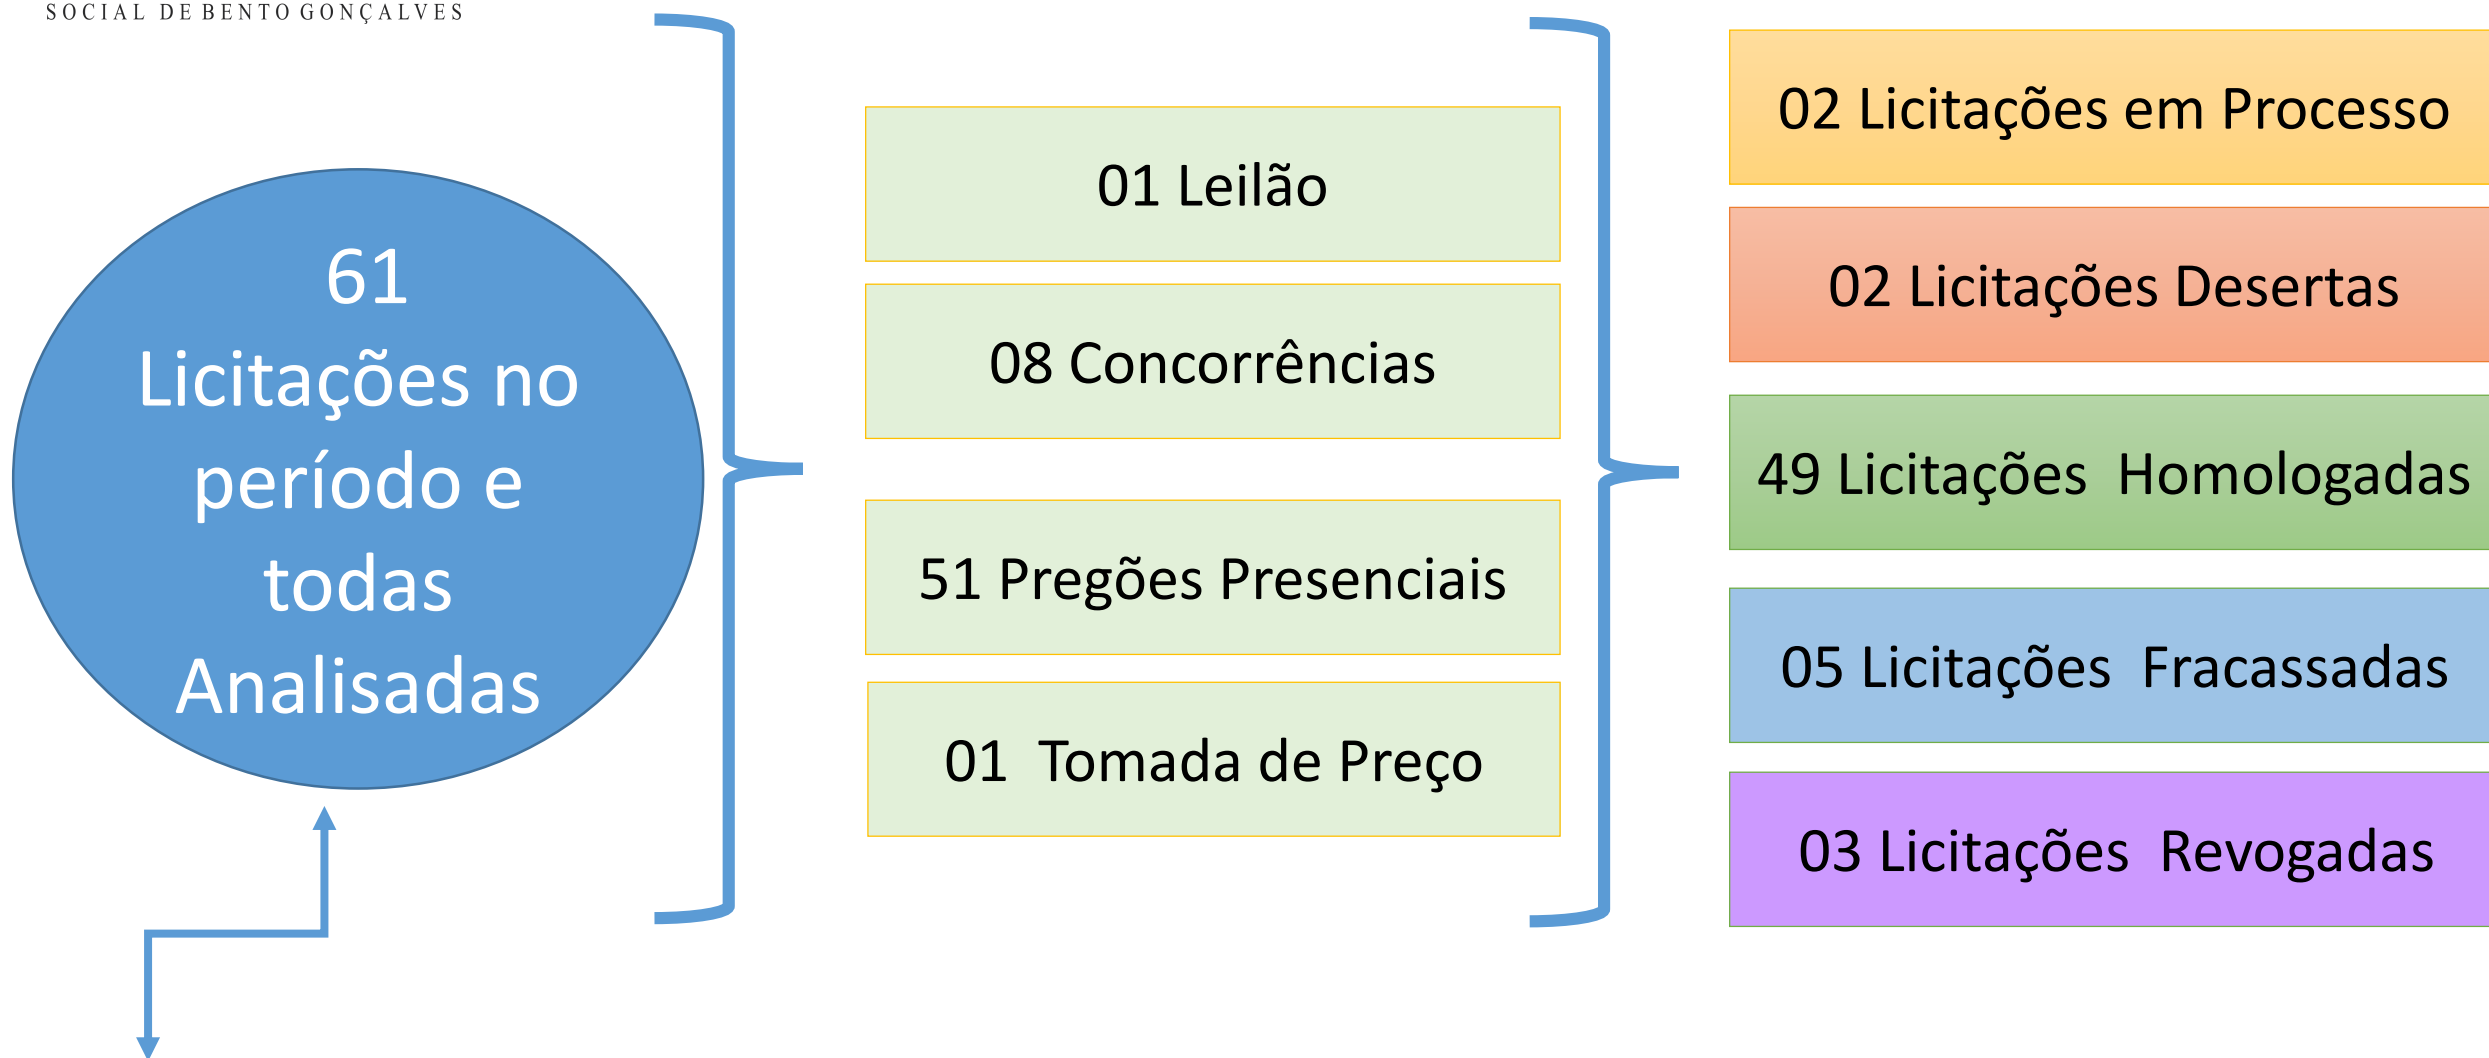 SOCIAL DE BENTO GONÇALVES
61
Licitações no
período e
todas
Analisadas
01 Leilão
08 Concorrências
51 Pregões Presenciais
01 Tomada de Preço
02 Licitações em Processo
02 Licitações Desertas
49 Licitações Homologadas
05 Licitações Fracassadas
03 Licitações Revogadas